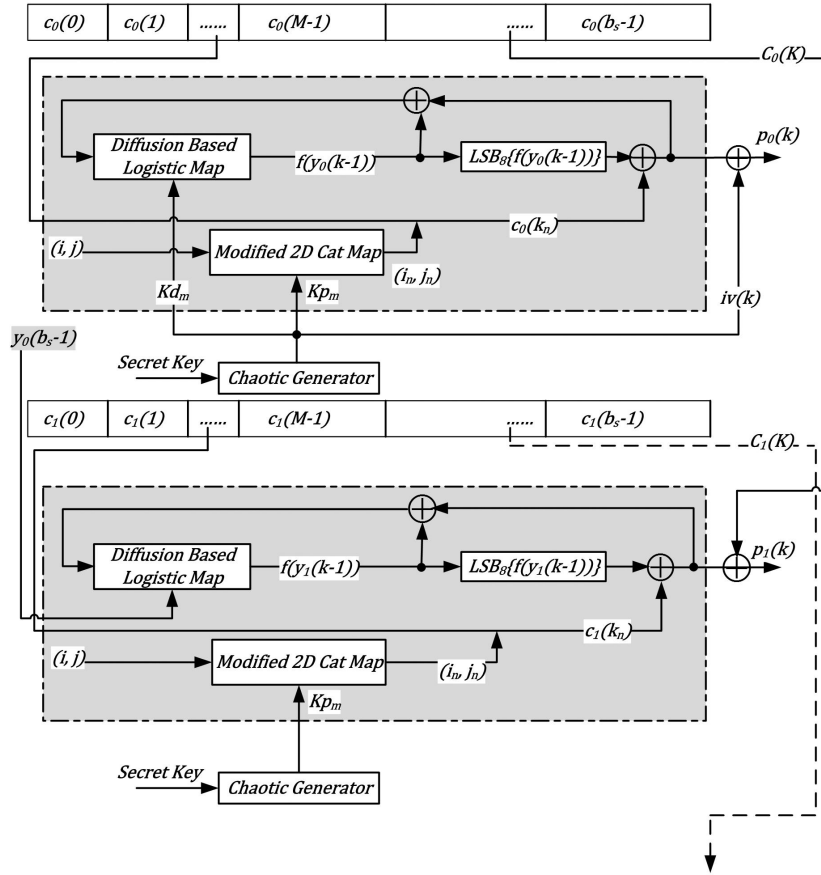 c₀(0) c₀(1) ...... c₀(M-1) ...... c₀(bₛ-1)
C₀(K)
Diffusion Based
Logistic Map
f(y₀(k-1))
LSB₈{f(y₀(k-1))}
p₀(k)
c₀(kₙ)
(i, j)
Modified 2D Cat Map
(iₙ, jₙ)
Kdₘ
Kpₘ
iv(k)
y₀(bₛ-1)
Secret Key
Chaotic Generator
c₁(0) c₁(1) ...... c₁(M-1) ...... c₁(bₛ-1)
C₁(K)
Diffusion Based
Logistic Map
f(y₁(k-1))
LSB₈{f(y₁(k-1))}
p₁(k)
c₁(kₙ)
(i, j)
Modified 2D Cat Map
(iₙ, jₙ)
Kpₘ
Secret Key
Chaotic Generator